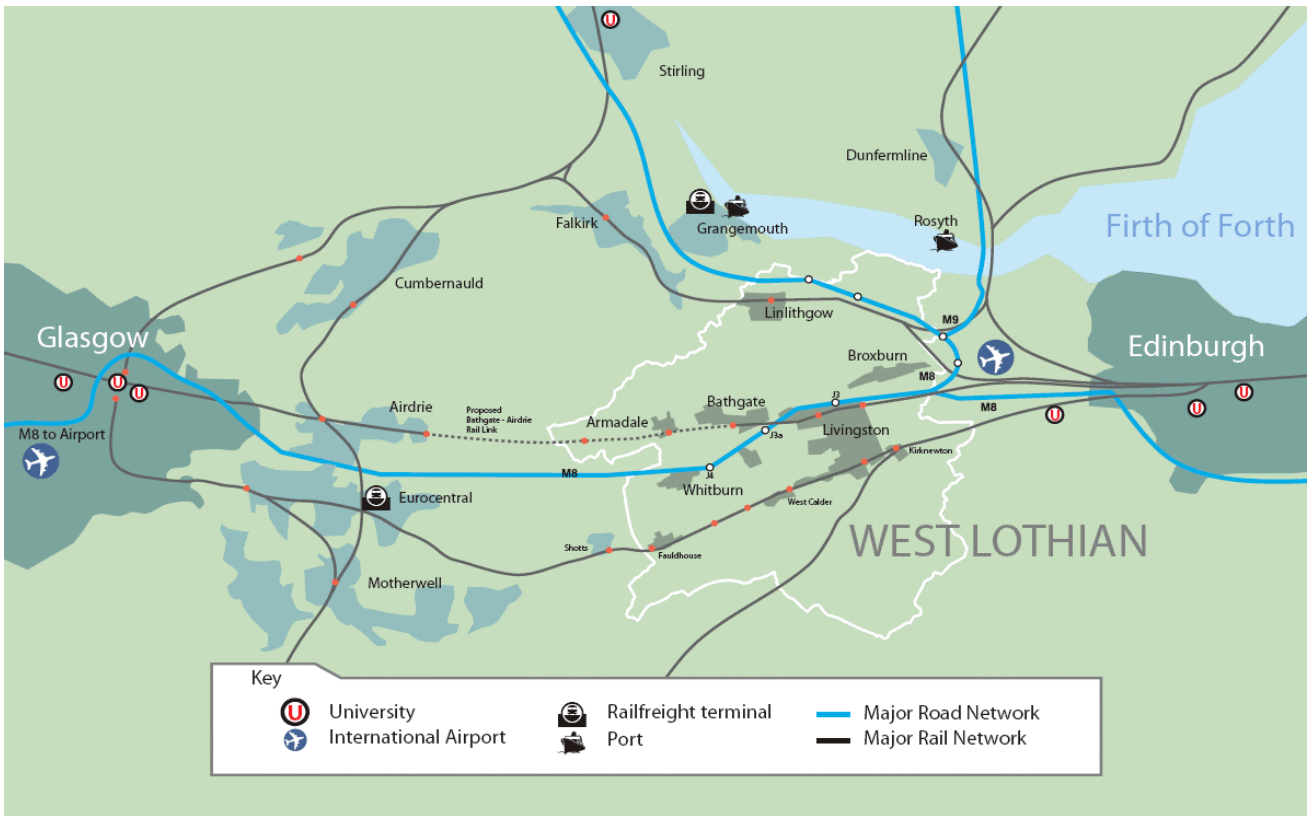 Stirling
Dunfermline
Falkirk
Grangemouth
Rosyth
Firth of Forth
Cumbernauld
Linlithgow
M9
Glasgow
Edinburgh
Broxburn
M8
M8
J3
Airdrie
Proposed
Bathgate - Airdrie
Rail Link
Armadale
Bathgate
J3a
Livingston
M8 to Airport
Kirknewton
M8
J4
Whitburn
Eurocentral
West Calder
WEST LOTHIAN
Shotts
Fauldhouse
Motherwell
Key
U University
Railfreight terminal
Major Road Network
International Airport
Port
Major Rail Network
U
U
U
U
U
U
U